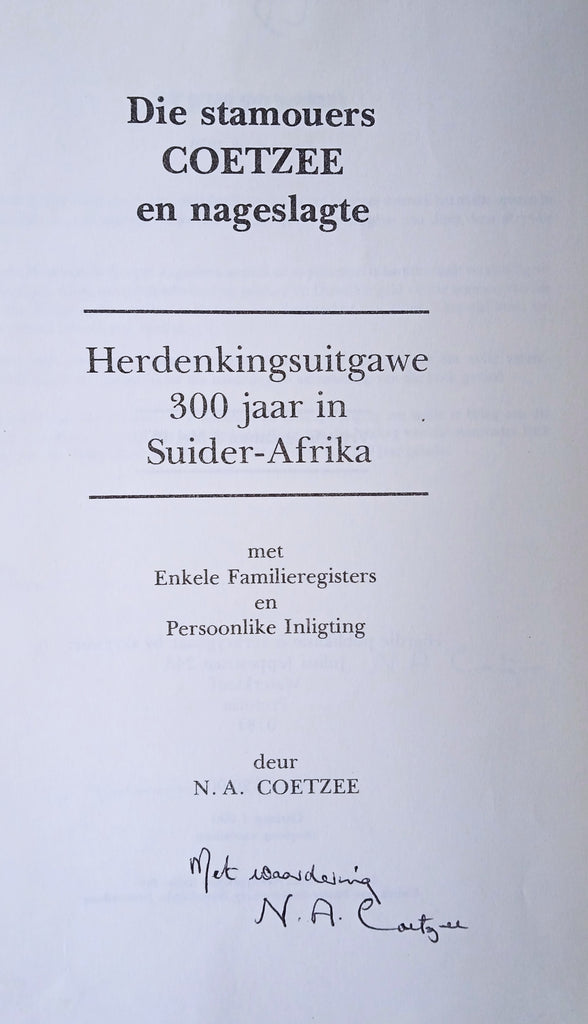 Die stamouers
COETZEE
en nageslagte
Herdenkingsuitgawe
300 jaar in
Suider-Afrika
met
Enkele Familieregisters
en
Persoonlike Inligting
deur
N. A. COETZEE
Met waardering
N. A. Coetzee